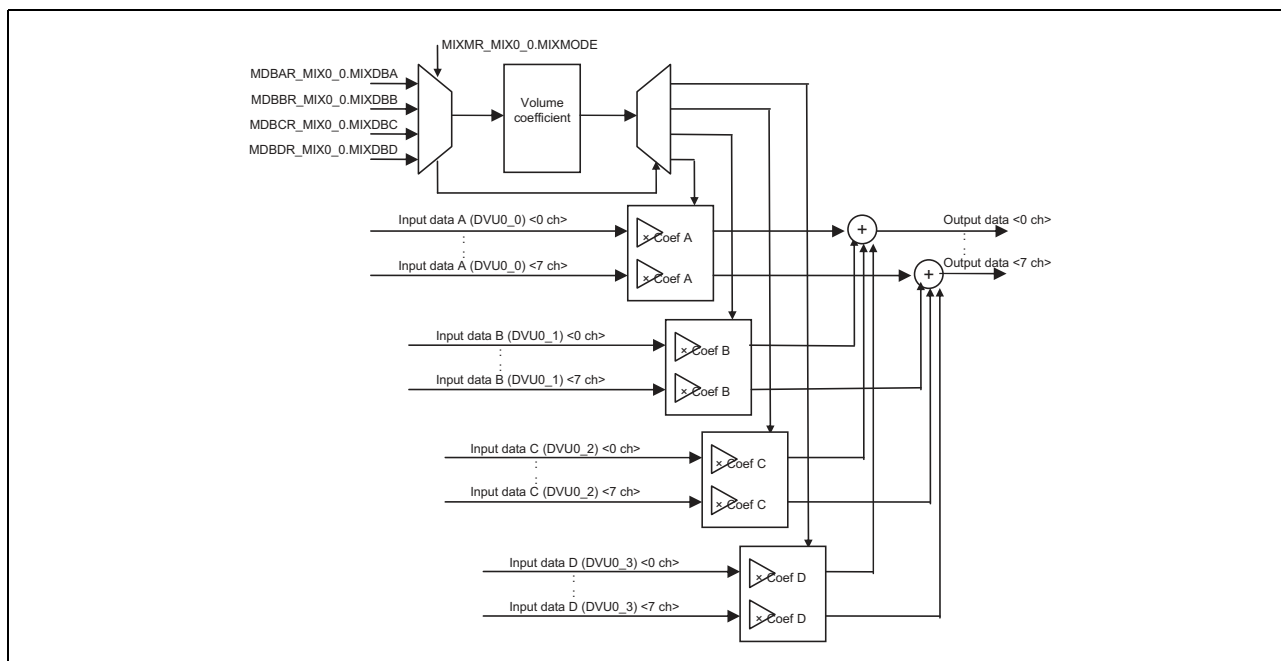 MIXMR_MIX0_0.MIXMODE
MDBAR_MIX0_0.MIXDBA
MDBBR_MIX0_0.MIXDBB
MDBCR_MIX0_0.MIXDBC
MDBDR_MIX0_0.MIXDBD
Volume
coefficient
Input data A (DVU0_0) <0 ch>
× Coef A
+
Output data <0 ch>
Input data A (DVU0_0) <7 ch>
× Coef A
+
Output data <7 ch>
Input data B (DVU0_1) <0 ch>
× Coef B
Input data B (DVU0_1) <7 ch>
× Coef B
Input data C (DVU0_2) <0 ch>
× Coef C
Input data C (DVU0_2) <7 ch>
× Coef C
Input data D (DVU0_3) <0 ch>
× Coef D
Input data D (DVU0_3) <7 ch>
× Coef D